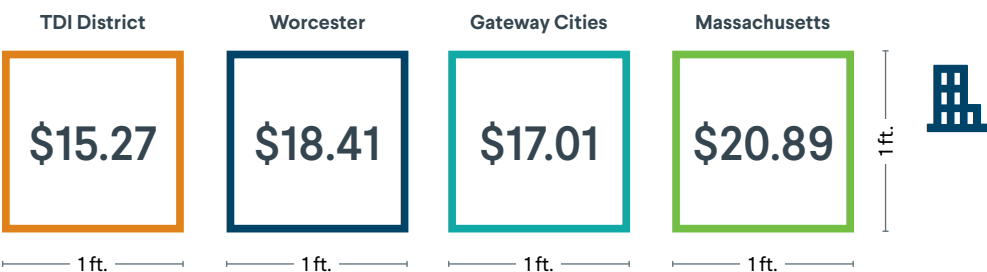 TDI District
Worcester
Gateway Cities
Massachusetts
$15.27
$18.41
$17.01
$20.89
1 ft.
1 ft.
1 ft.
1 ft.
1 ft.